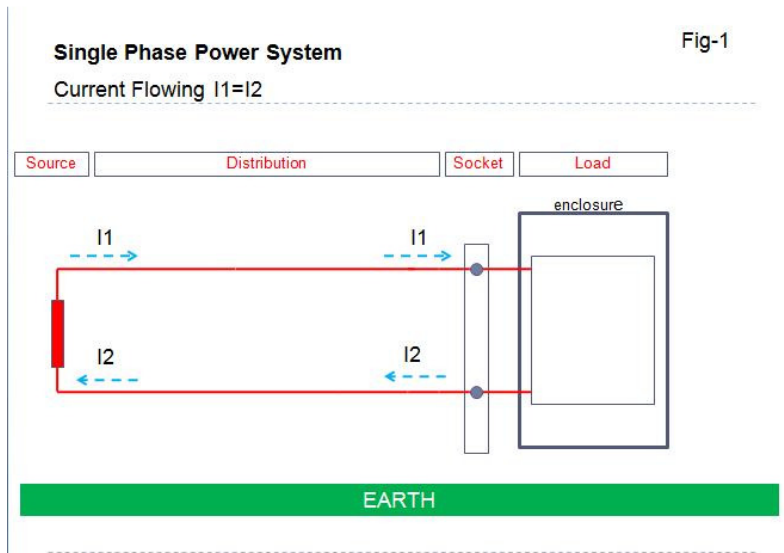 Fig-1
Single Phase Power System
Current Flowing I1=I2
Source Distribution Socket Load
enclosure
I1 I1
I2 I2
EARTH